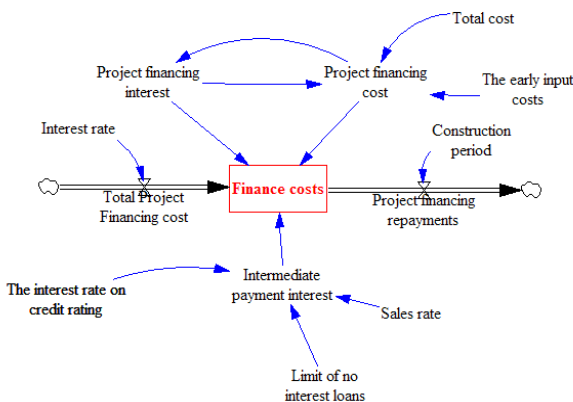 Total cost
Project financing
interest
Project financing
cost
The early input
costs
Interest rate
Construction
period
Finance costs
Total Project
Financing cost
Project financing
repayments
The interest rate on
credit rating
Intermediate
payment interest
Sales rate
Limit of no
interest loans